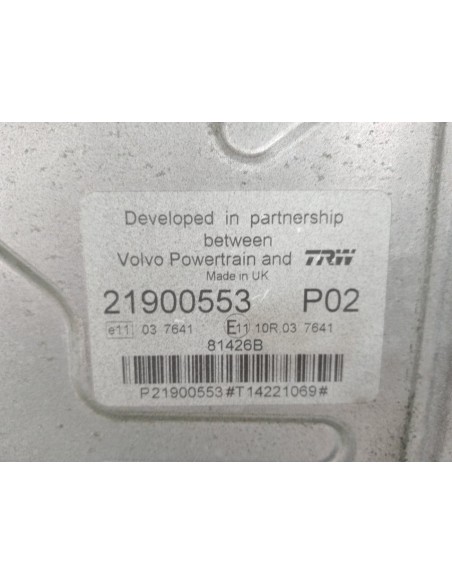 Developed in partnership
between
Volvo Powertrain and TRW
Made in UK
21900553 P02
e11 03 7641 E11 10R.03 7641
81426B
P21900553#T14221069#